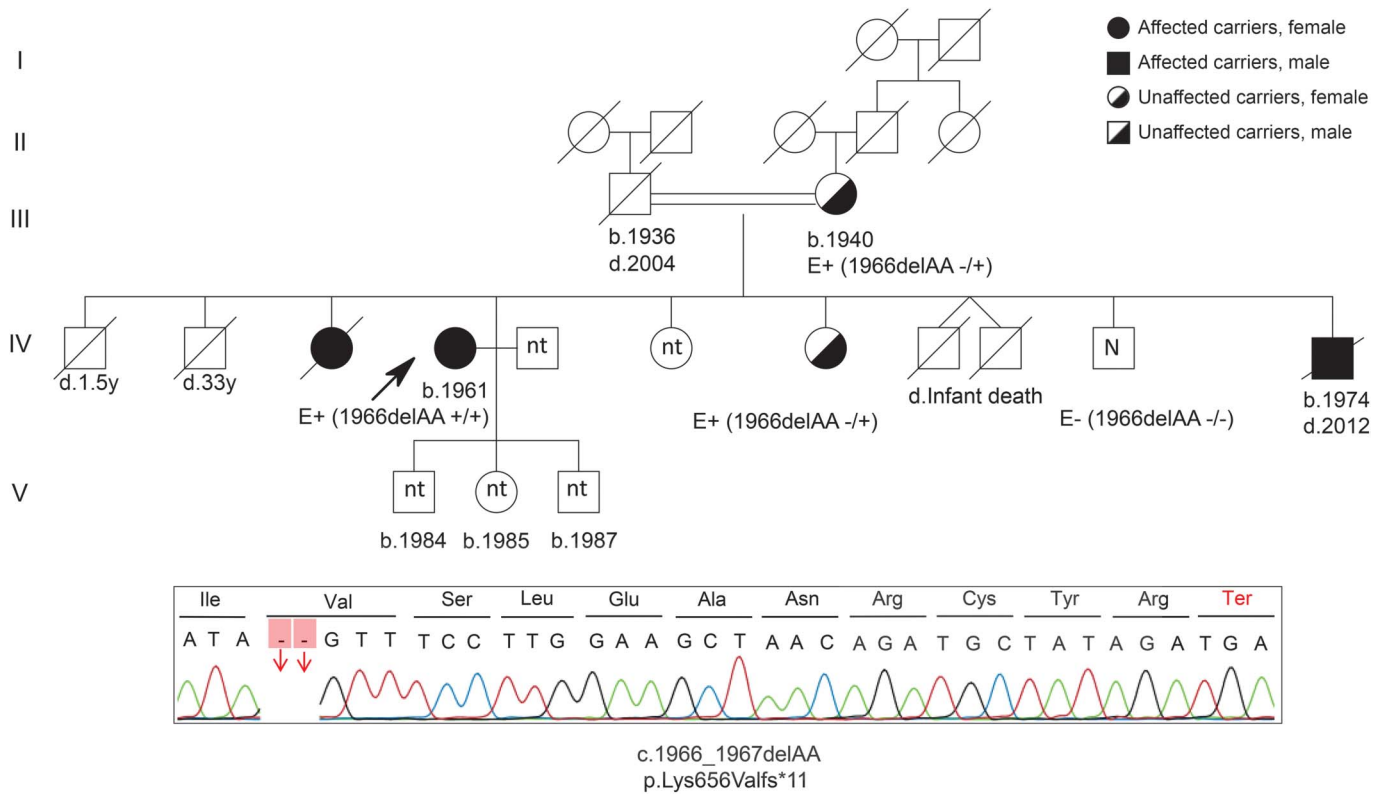 I
II
III
IV
V
Affected carriers, female
Affected carriers, male
Unaffected carriers, female
Unaffected carriers, male
b.1936
d.2004
b.1940
E+ (1966delAA -/+)
d.1.5y
d.33y
b.1961
E+ (1966delAA +/+)
nt
nt
E+ (1966delAA -/+)
d.Infant death
N
E- (1966delAA -/-)
b.1974
d.2012
nt
nt
nt
b.1984
b.1985
b.1987
Ile Val Ser Leu Glu Ala Asn Arg Cys Tyr Arg Ter
A T A - - G T T T C C T T G G A A G C T A A C A G A T G C T A T A G A T G A
c.1966_1967delAA
p.Lys656Valfs*11